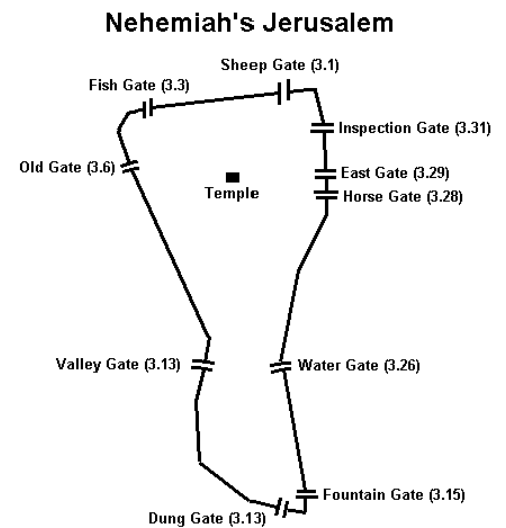 Nehemiah's Jerusalem
Sheep Gate (3.1)
Fish Gate (3.3)
Inspection Gate (3.31)
Old Gate (3.6)
East Gate (3.29)
Temple
Horse Gate (3.28)
Valley Gate (3.13)
Water Gate (3.26)
Fountain Gate (3.15)
Dung Gate (3.13)